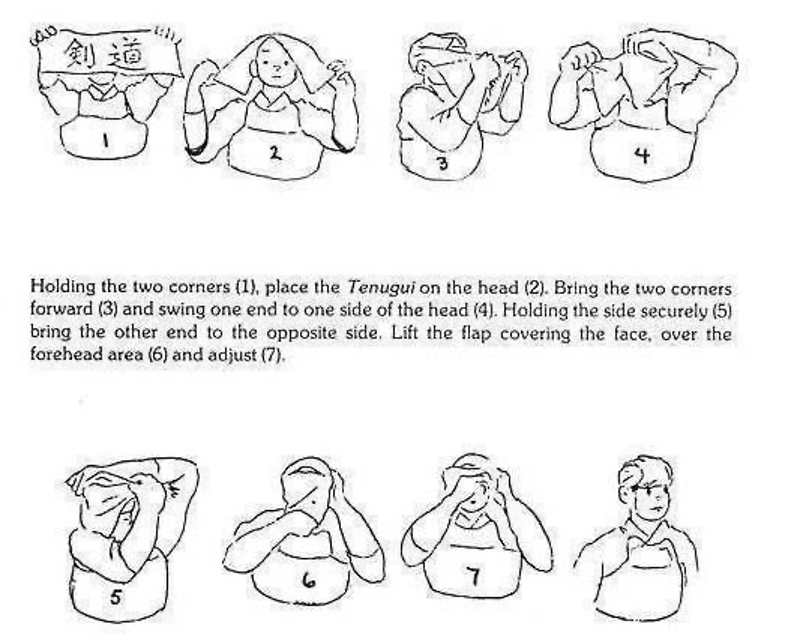 剣道
1
2
3
4
Holding the two corners (1), place the Tenugui on the head (2). Bring the two corners
forward (3) and swing one end to one side of the head (4). Holding the side securely (5)
bring the other end to the opposite side. Lift the flap covering the face, over the
forehead area (6) and adjust (7).
5
6
7